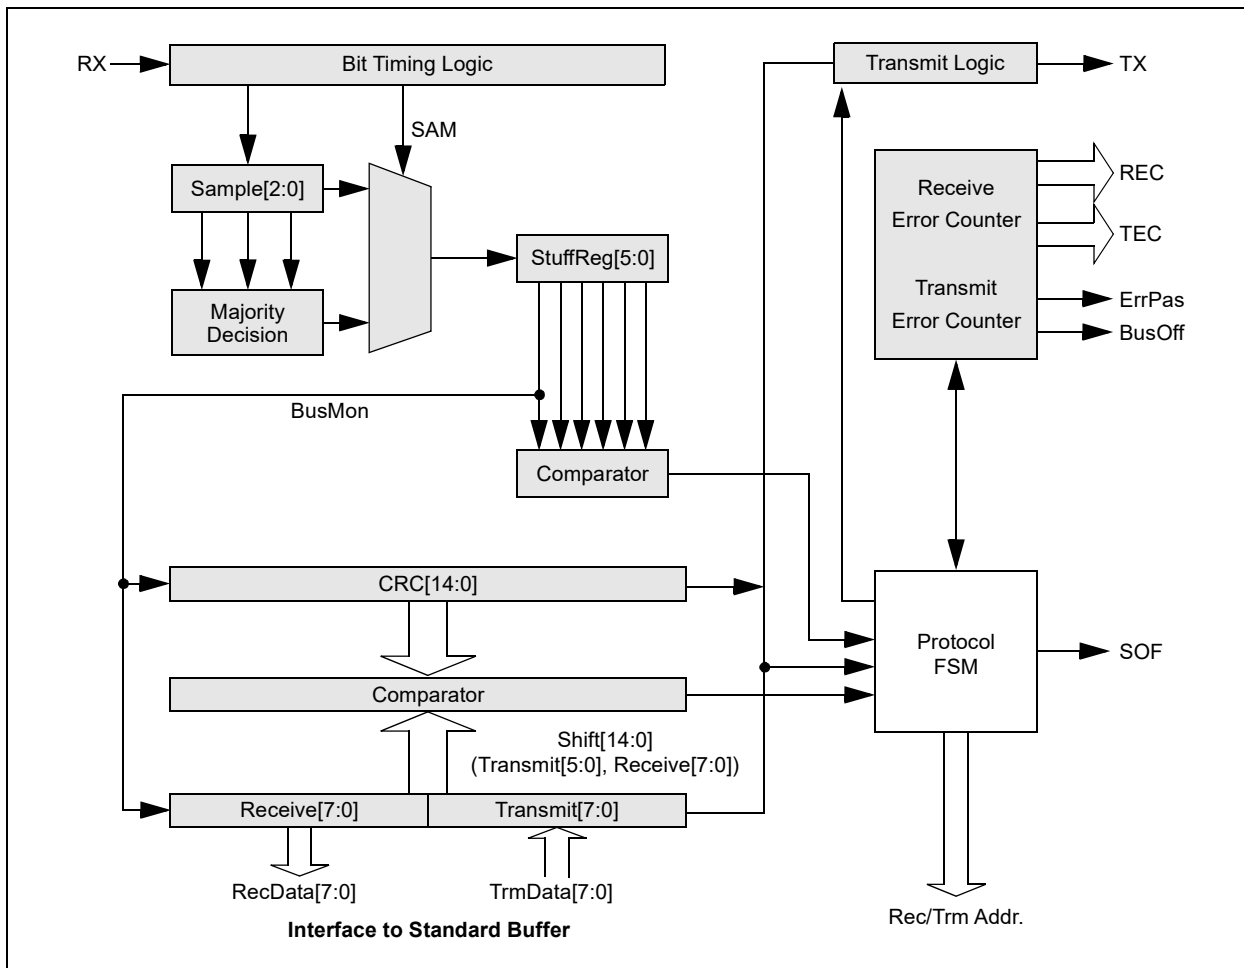 RX
Bit Timing Logic
Transmit Logic
TX
SAM
Sample[2:0]
Receive
Error Counter
REC
TEC
StuffReg[5:0]
Majority
Decision
Transmit
Error Counter
ErrPas
BusOff
BusMon
Comparator
CRC[14:0]
Protocol
FSM
SOF
Comparator
Shift[14:0]
(Transmit[5:0], Receive[7:0])
Receive[7:0]
Transmit[7:0]
RecData[7:0]
TrmData[7:0]
Rec/Trm Addr.
Interface to Standard Buffer